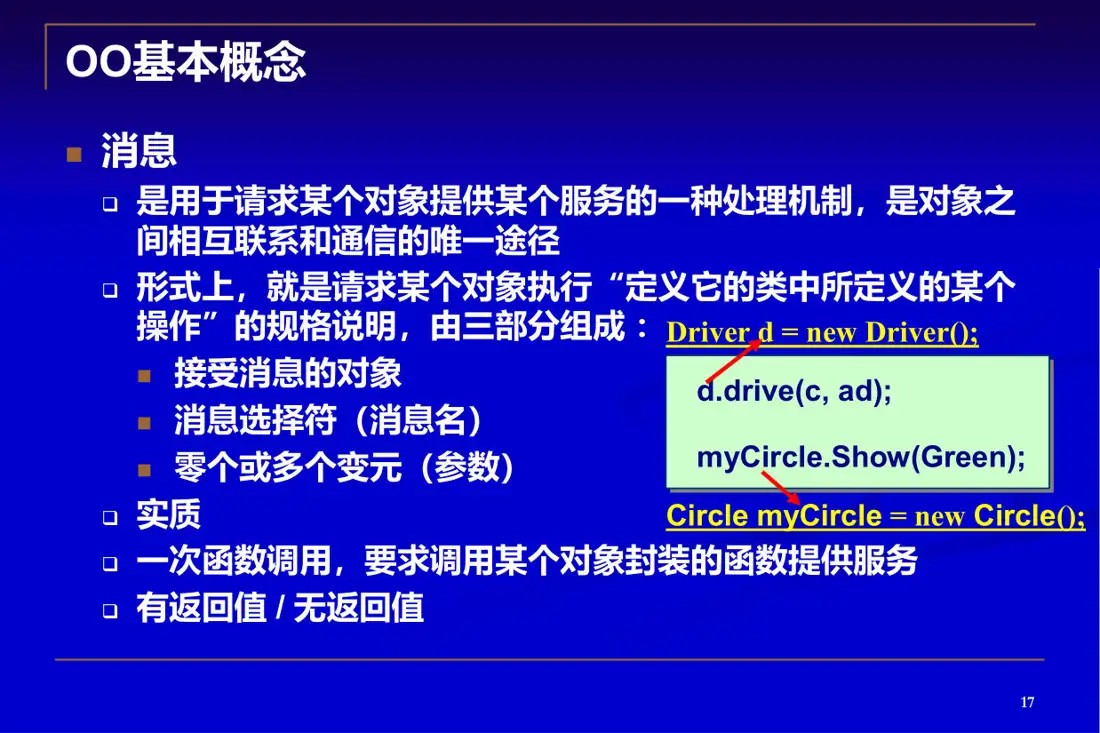 OO基本概念
消息
是用于请求某个对象提供某个服务的一种处理机制，是对象之
间相互联系和通信的唯一途径
形式上，就是请求某个对象执行“定义它的类中所定义的某个
操作”的规格说明，由三部分组成：
接受消息的对象
消息选择符（消息名）
零个或多个变元（参数）
Driver d = new Driver();
d.drive(c, ad);
myCircle.Show(Green);
Circle myCircle = new Circle();
实质
一次函数调用，要求调用某个对象封装的函数提供服务
有返回值 / 无返回值
17